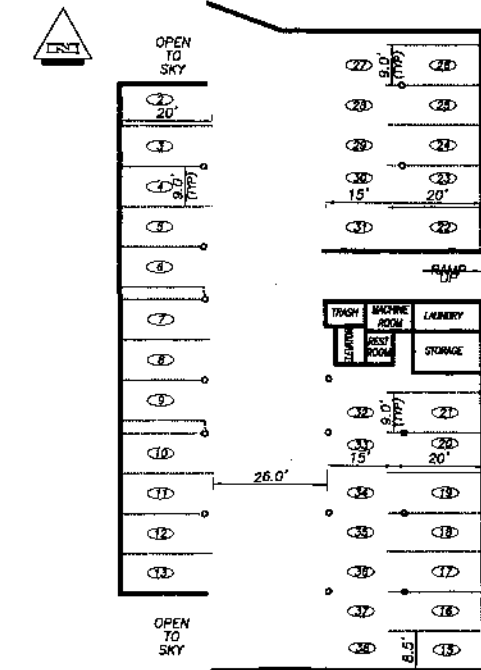 OPEN
TO
SKY
2
20'
3
4
9.0'
(TYP)
5
6
7
8
9
10
11
12
13
OPEN
TO
SKY
26.0'
27
9.0'
(TYP)
26
28
25
29
24
30
23
15'
20'
31
22
RAMP
UP
TRASH
MACHINE
ROOM
LAUNDRY
ELEVATOR
REST
ROOM
STORAGE
32
9.0'
(TYP)
21
33
20
15'
20'
34
19
35
18
36
17
37
16
38
8.5'
15